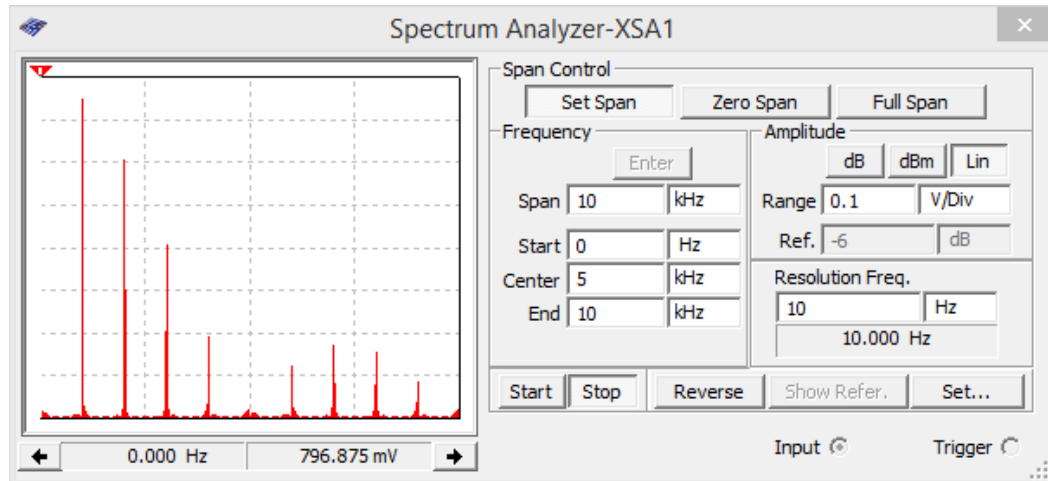 Spectrum Analyzer-XSA1
Span Control
Set Span Zero Span Full Span
Frequency
Enter
Span 10 kHz
Start 0 Hz
Center 5 kHz
End 10 kHz
Amplitude
dB dBm Lin
Range 0.1 V/Div
Ref. -6 dB
Resolution Freq.
10 Hz
10.000 Hz
Start Stop Reverse Show Refer. Set...
0.000 Hz 796.875 mV
Input Trigger